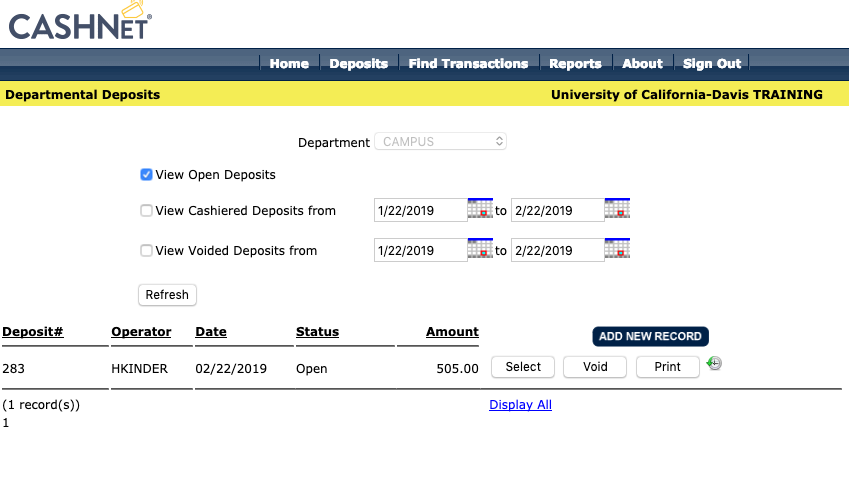 CASHNET®
Home Deposits Find Transactions Reports About Sign Out
Departmental Deposits University of California-Davis TRAINING
Department CAMPUS
View Open Deposits
View Cashiered Deposits from 1/22/2019 to 2/22/2019
View Voided Deposits from 1/22/2019 to 2/22/2019
Refresh
Deposit# Operator Date Status Amount ADD NEW RECORD
283 HKINDER 02/22/2019 Open 505.00 Select Void Print
(1 record(s)) Display All
1